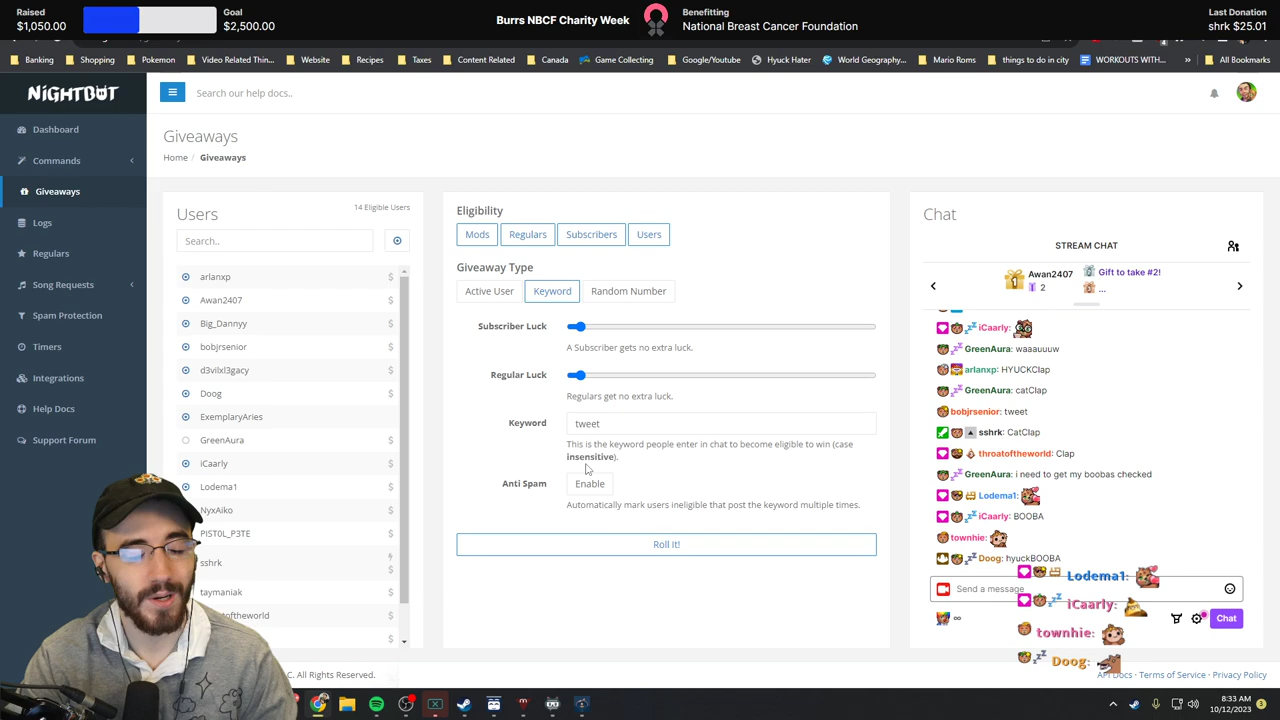 Raised
$1,050.00
Goal
$2,500.00
Burrs NBCF Charity Week
Benefitting
National Breast Cancer Foundation
Last Donation
Shrk $25.01
Banking
Shopping
Video Related Thin...
Website
Recipes
Taxes
Content Related
Canada
Game Collecting
Google/Youtube
Hyuck Hater
World Geography...
Mario Roms
things to do in city
WORKOUTS WITH...
»
All Bookmarks
NIGHTBOT
Search our help docs..
Dashboard
Commands
Giveaways
Logs
Regulars
Song Requests
Spam Protection
Timers
Integrations
Help Docs
Support Forum
Giveaways
Home / Giveaways
Users
14 Eligible Users
Search..
arlanxp $
Awan2407 $
Big_Dannyy $
bobjrsenior $
d3vilxl3gacy $
Doog $
ExemplaryAries $
GreenAura $
iCaarly $
Lodema1 $
NyxAiko $
PIST0L_P3TE $
sshrk $
taymaniak $
toftheworld $
$
Eligibility
Mods
Regulars
Subscribers
Users
Giveaway Type
Active User
Keyword
Random Number
Subscriber Luck
A Subscriber gets no extra luck.
Regular Luck
Regulars get no extra luck.
Keyword
tweet
This is the keyword people enter in chat to become eligible to win (case
insensitive).
Anti Spam
Enable
Automatically mark users ineligible that post the keyword multiple times.
Roll It!
Chat
STREAM CHAT
1
Awan2407
2
Gift to take #2!
...
iCaarly:
GreenAura: waaauuuw
arlanxp: HYUCKClap
GreenAura: catClap
bobjrsenior: tweet
sshrk: CatClap
throatoftheworld: Clap
GreenAura: i need to get my boobas checked
Lodema1:
iCaarly: BOOBA
townhie:
Doog: hyuckBOOBA
Lodema1:
Send a message
iCaarly:
∞
Chat
townhie:
Doog:
C. All Rights Reserved.
API Docs · Terms of Service · Privacy Policy
8:33 AM
10/12/2023
3